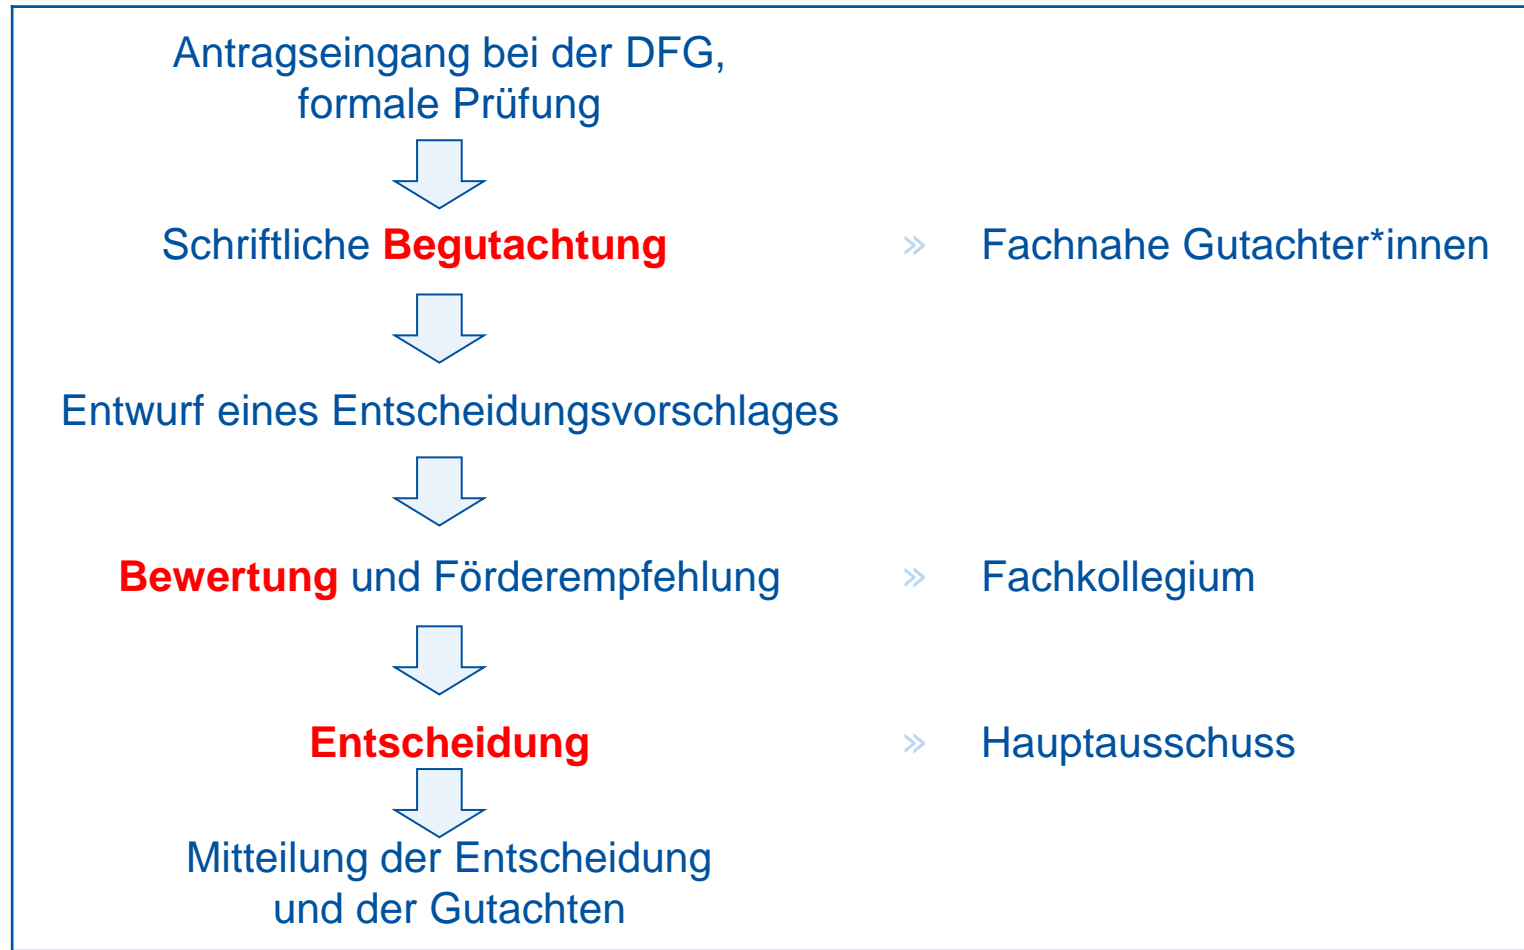 Antragseingang bei der DFG,
formale Prüfung
Schriftliche Begutachtung » Fachnahe Gutachter*innen
Entwurf eines Entscheidungsvorschlages
Bewertung und Förderempfehlung » Fachkollegium
Entscheidung » Hauptausschuss
Mitteilung der Entscheidung
und der Gutachten